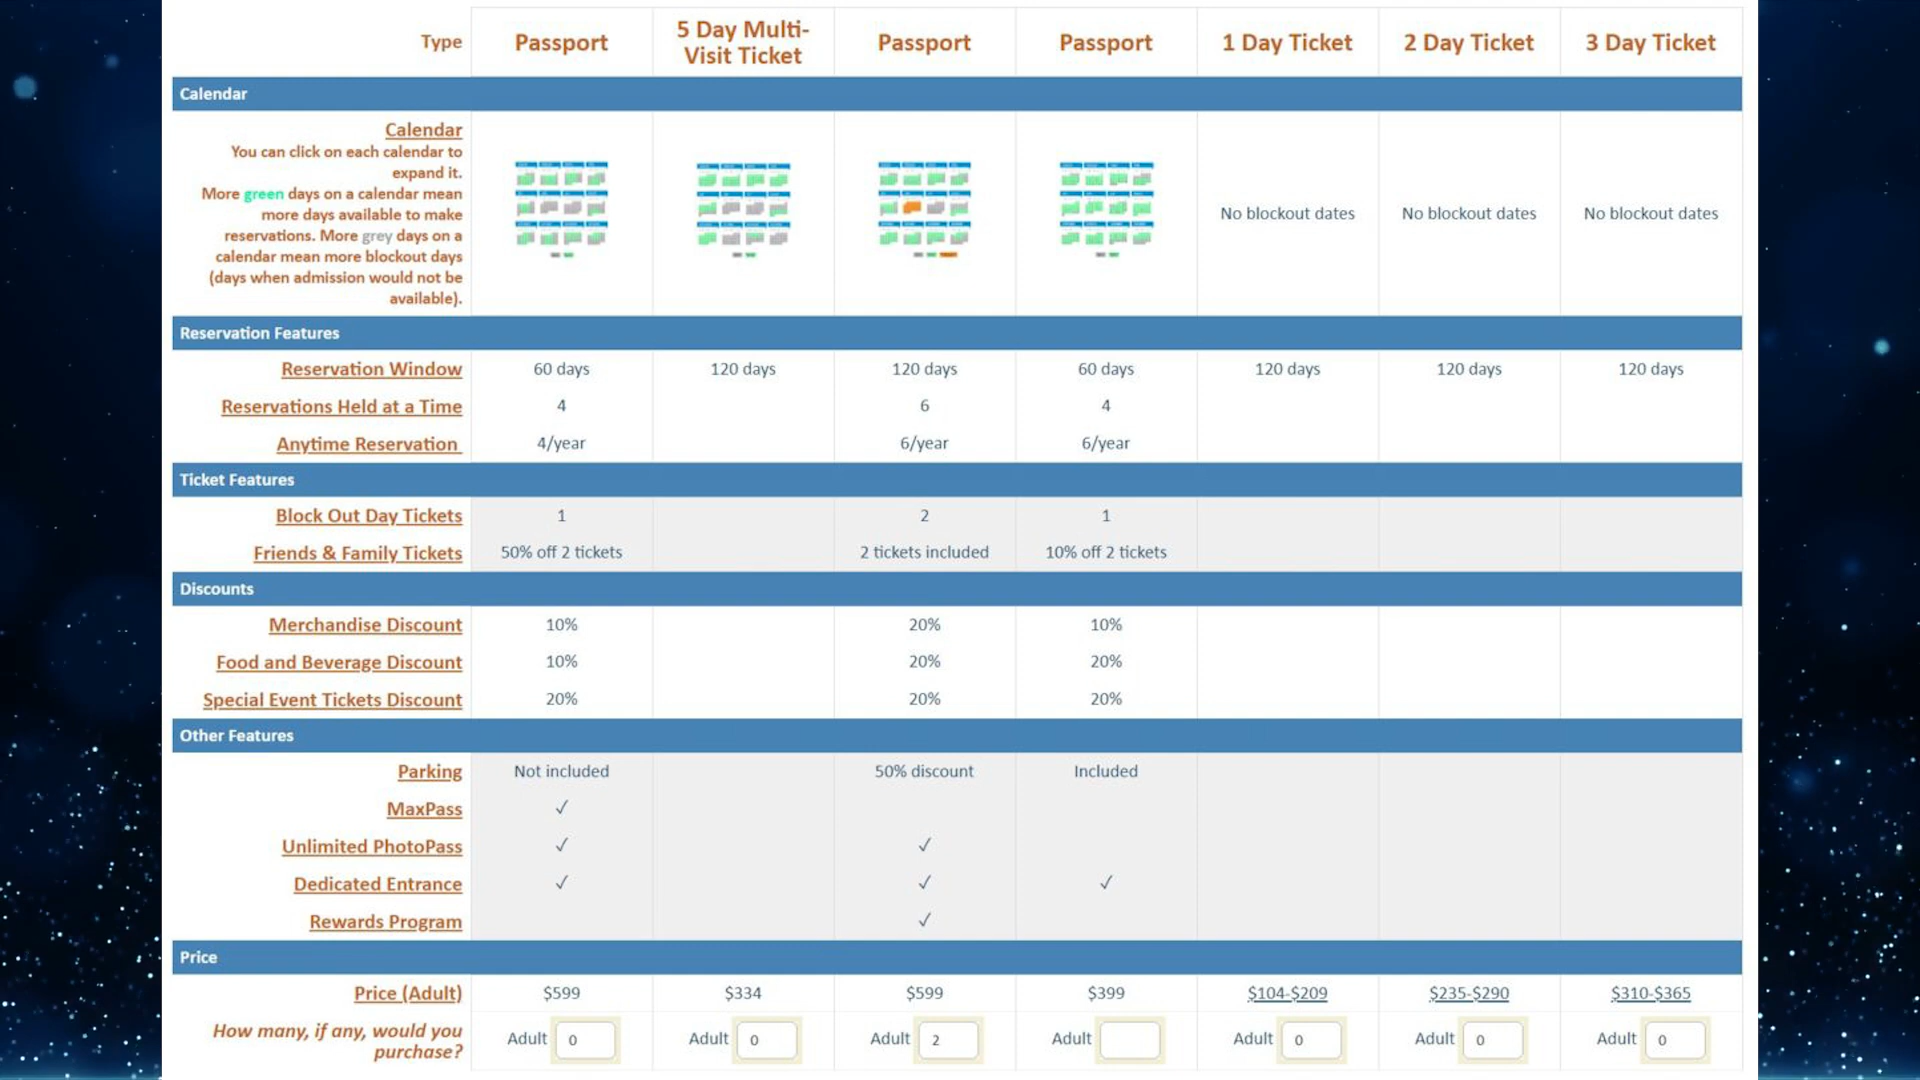 Type Passport 5 Day Multi-Visit Ticket Passport Passport 1 Day Ticket 2 Day Ticket 3 Day Ticket
Calendar
Calendar
You can click on each calendar to
expand it.
More green days on a calendar mean
more days available to make
reservations. More grey days on a
calendar mean more blockout days
(days when admission would not be
available).
No blockout dates No blockout dates No blockout dates
Reservation Features
Reservation Window 60 days 120 days 120 days 60 days 120 days 120 days 120 days
Reservations Held at a Time 4 6 4
Anytime Reservation 4/year 6/year 6/year
Ticket Features
Block Out Day Tickets 1 2 1
Friends & Family Tickets 50% off 2 tickets 2 tickets included 10% off 2 tickets
Discounts
Merchandise Discount 10% 20% 10%
Food and Beverage Discount 10% 20% 20%
Special Event Tickets Discount 20% 20% 20%
Other Features
Parking Not included 50% discount Included
MaxPass ✓
Unlimited PhotoPass ✓ ✓
Dedicated Entrance ✓ ✓ ✓
Rewards Program ✓
Price
Price (Adult) $599 $334 $599 $399 $104-$209 $235-$290 $310-$365
How many, if any, would you
purchase?
Adult 0 Adult 0 Adult 2 Adult Adult 0 Adult 0 Adult 0